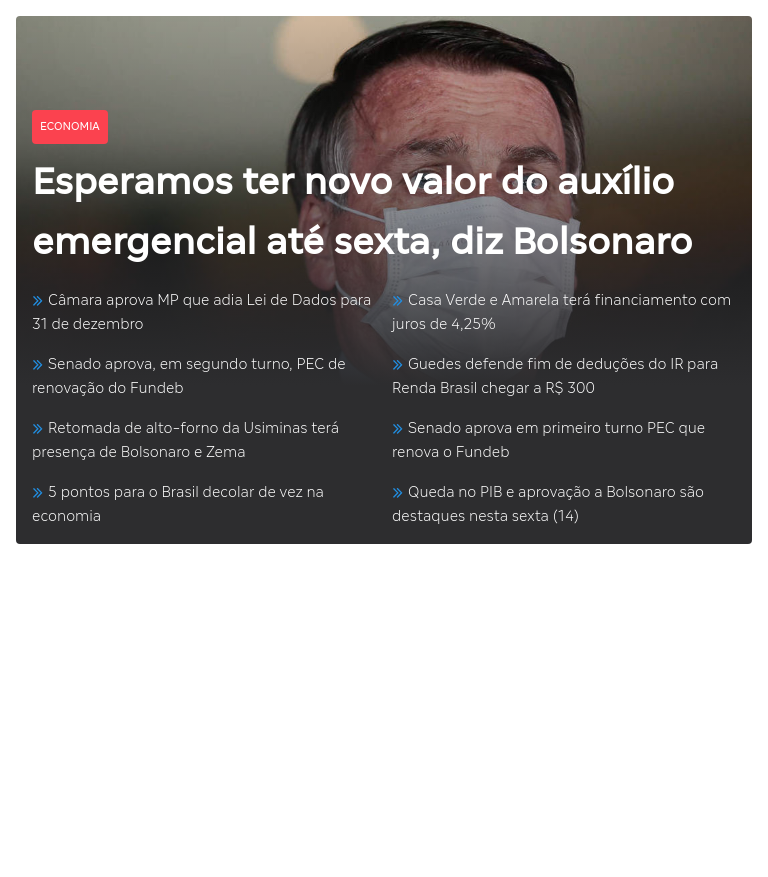 ECONOMIA
Esperamos ter novo valor do auxílio
emergencial até sexta, diz Bolsonaro
» Câmara aprova MP que adia Lei de Dados para
31 de dezembro
» Senado aprova, em segundo turno, PEC de
renovação do Fundeb
» Retomada de alto-forno da Usiminas terá
presença de Bolsonaro e Zema
» 5 pontos para o Brasil decolar de vez na
economia
» Casa Verde e Amarela terá financiamento com
juros de 4,25%
» Guedes defende fim de deduções do IR para
Renda Brasil chegar a R$ 300
» Senado aprova em primeiro turno PEC que
renova o Fundeb
» Queda no PIB e aprovação a Bolsonaro são
destaques nesta sexta (14)